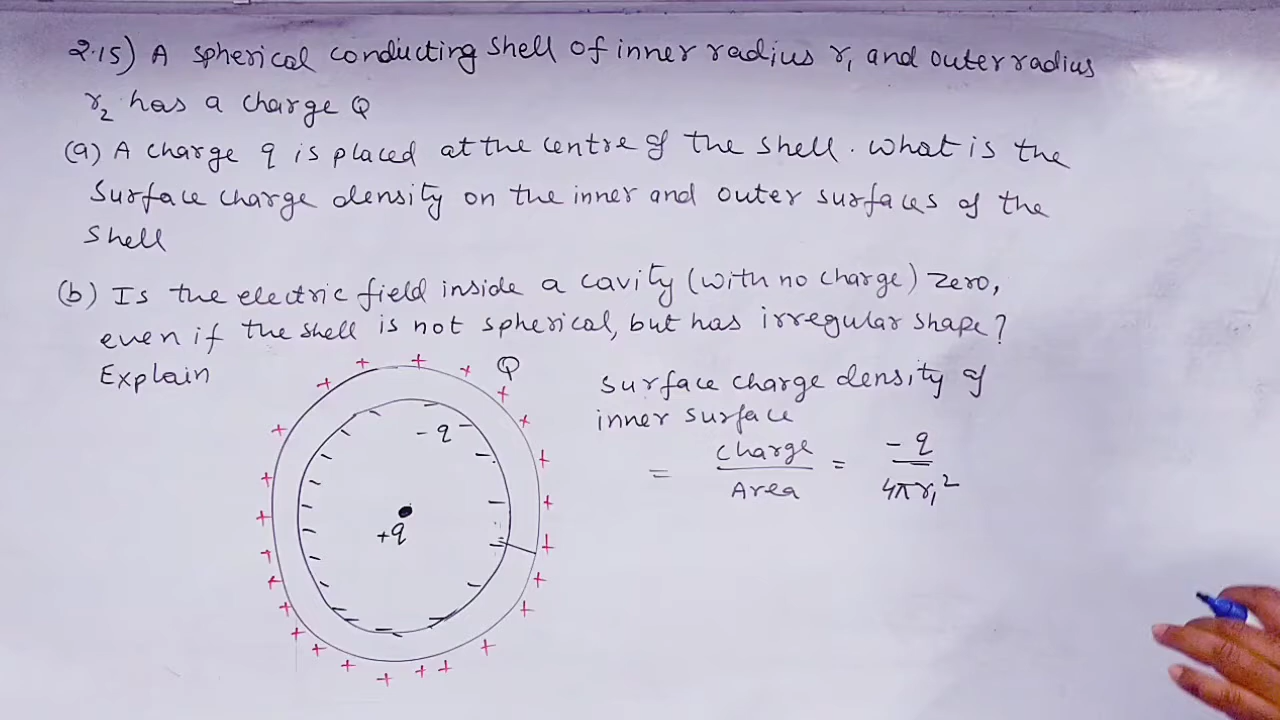 2.15) A spherical conducting shell of inner radius r₁ and outer radius
r₂ has a charge Q
(a) A charge q is placed at the centre of the shell. what is the
surface charge density on the inner and outer surfaces of the
shell
(b) Is the electric field inside a cavity (with no charge) zero,
even if the shell is not spherical, but has irregular shape?
Explain
Q
-q
+q
surface charge density of
inner surface
= charge/Area = -q/4πr₁²